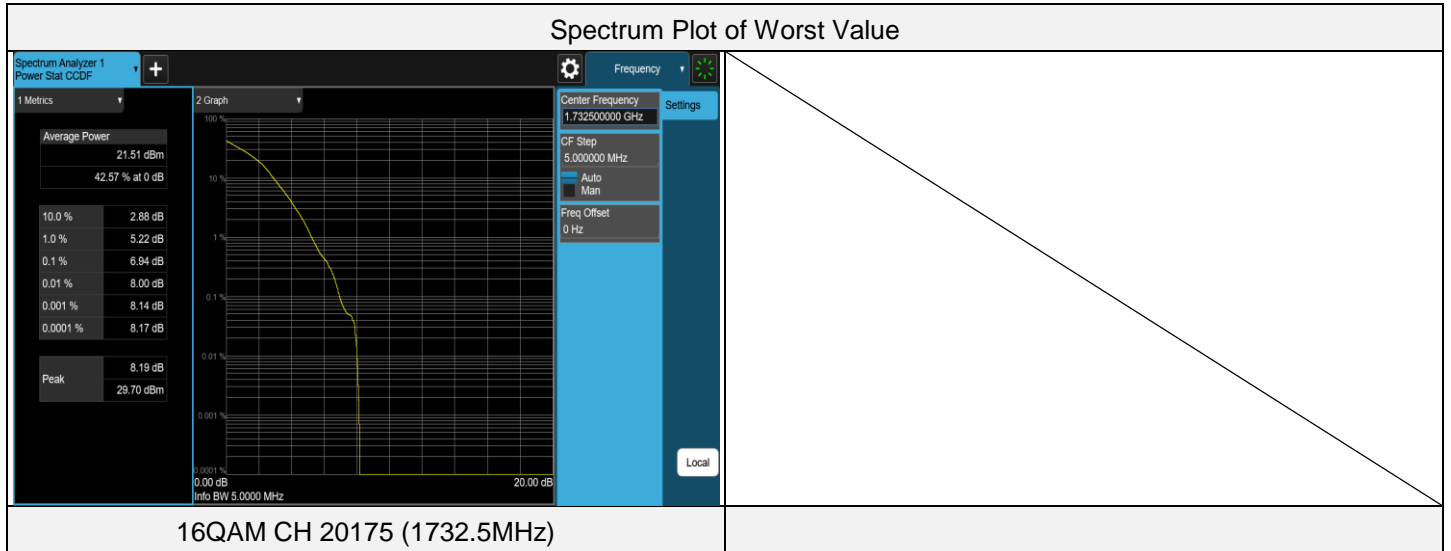 Spectrum Plot of Worst Value
Spectrum Analyzer 1
Power Stat CCDF
+
Frequency
1 Metrics
2 Graph
Center Frequency
1.732500000 GHz
Settings
CF Step
5.000000 MHz
Auto
Man
Freq Offset
0 Hz
Average Power
21.51 dBm
42.57 % at 0 dB
10.0 % 2.88 dB
1.0 % 5.22 dB
0.1 % 6.94 dB
0.01 % 8.00 dB
0.001 % 8.14 dB
0.0001 % 8.17 dB
Peak 8.19 dB
29.70 dBm
100 %
10 %
1 %
0.1 %
0.01 %
0.001 %
0.0001 %
0.00 dB 20.00 dB
Info BW 5.0000 MHz
Local
16QAM CH 20175 (1732.5MHz)